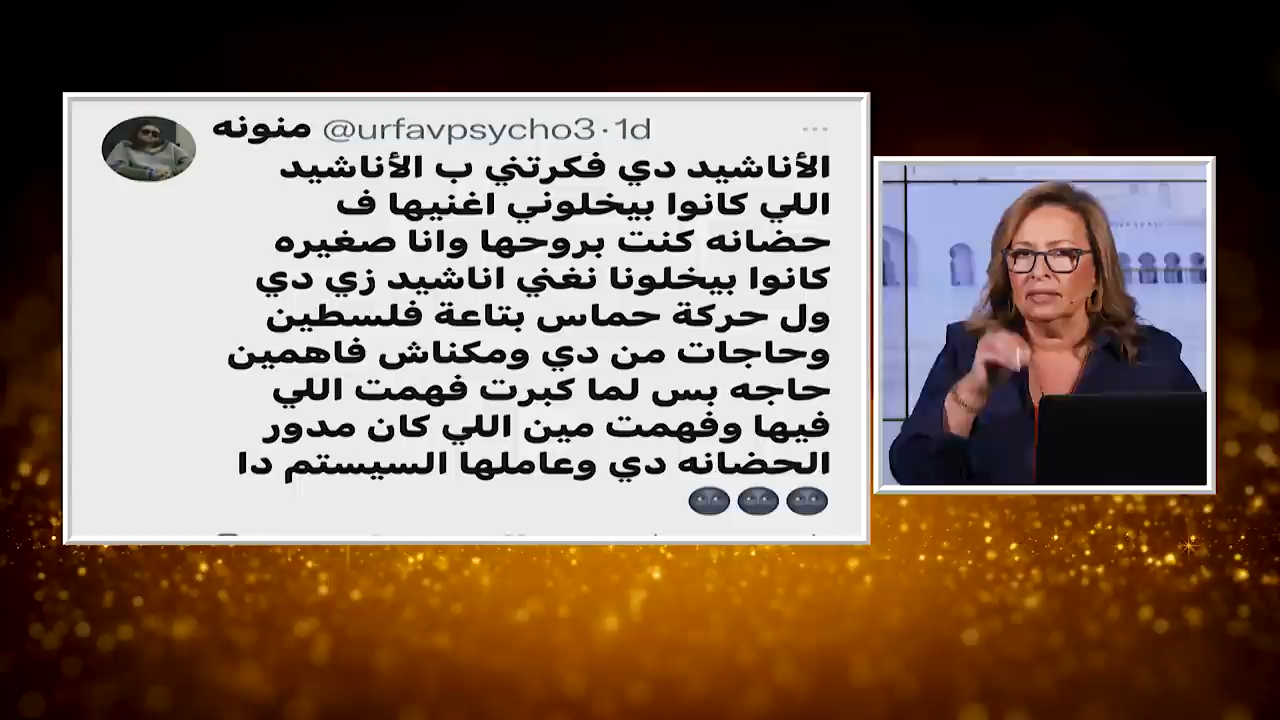 منونه @urfavpsycho3 · 1d
الأناشيد دي فكرتني ب الأناشيد
اللي كانوا بيخلوني اغنيها ف
حضانه كنت بروحها وانا صغيره
كانوا بيخلونا نغني اناشيد زي دي
ول حركة حماس بتاعة فلسطين
وحاجات من دي ومكناش فاهمين
حاجه بس لما كبرت فهمت اللي
فيها وفهمت مين اللي كان مدور
الحضانه دي وعاملها السيستم دا
🌚🌚🌚